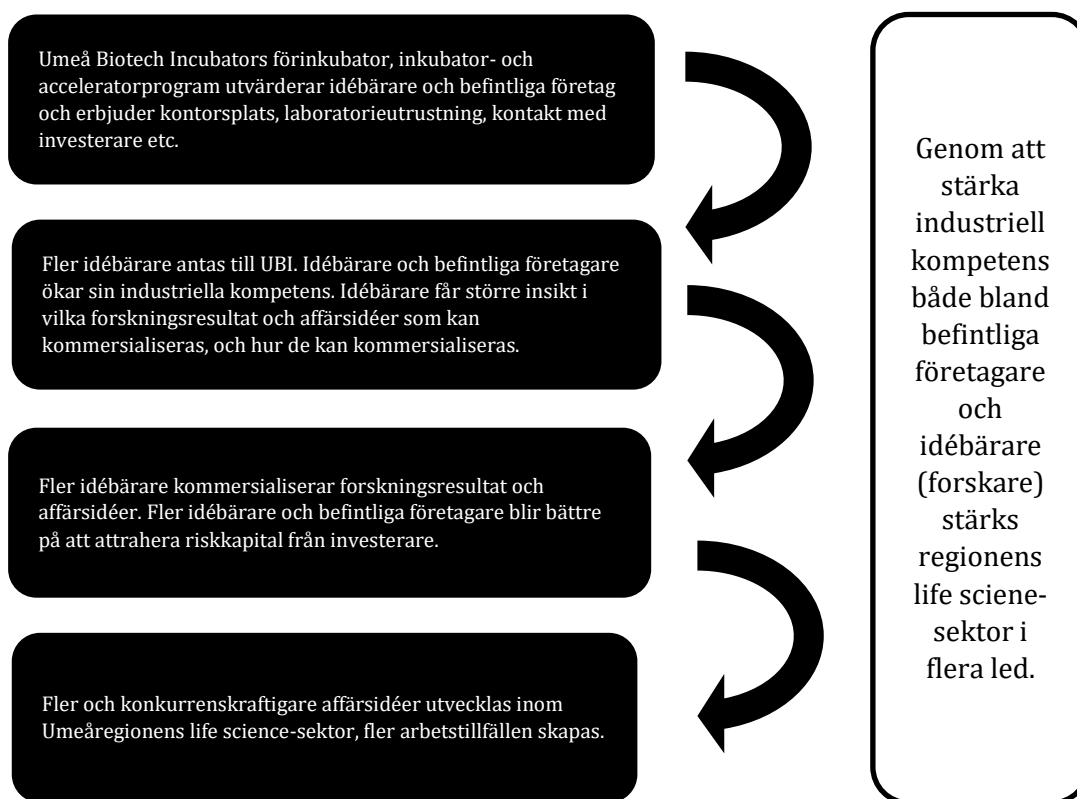 Umeå Biotech Incubators förinkubator, inkubator- och
acceleratorprogram utvärderar idébärare och befintliga företag
och erbjuder kontorsplats, laboratorieutrustning, kontakt med
investerare etc.
Fler idébärare antas till UBI. Idébärare och befintliga företagare
ökar sin industriella kompetens. Idébärare får större insikt i
vilka forskningsresultat och affärsidéer som kan
kommersialiseras, och hur de kan kommersialiseras.
Fler idébärare kommersialiserar forskningsresultat och
affärsidéer. Fler idébärare och befintliga företagare blir bättre
på att attrahera riskkapital från investerare.
Fler och konkurrenskraftigare affärsidéer utvecklas inom
Umeåregionens life science-sektor, fler arbetstillfällen skapas.
Genom att
stärka
industriell
kompetens
både bland
befintliga
företagare
och
idébärare
(forskare)
stärks
regionens
life sciene-
sektor i
flera led.